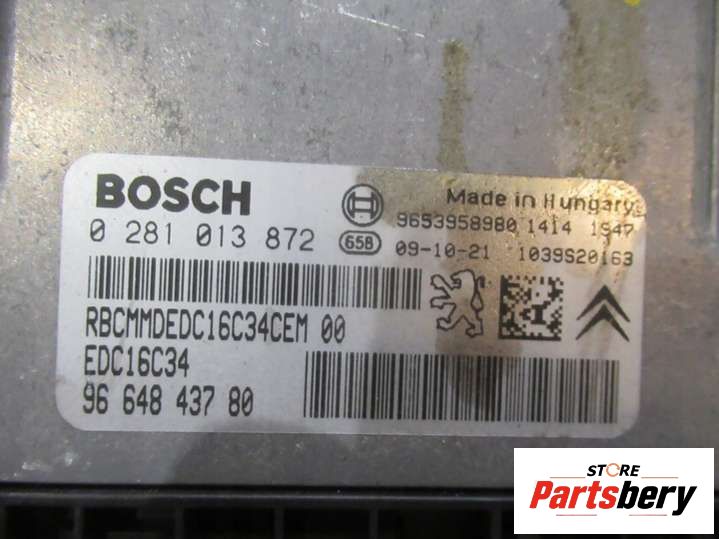 BOSCH
Made in Hungary
9653958980 1414 1S47
0 281 013 872
658
09-10-21 1039S20163
RBCMMDEDC16C34CEM 00
EDC16C34
96 648 437 80
STORE
Partsbery